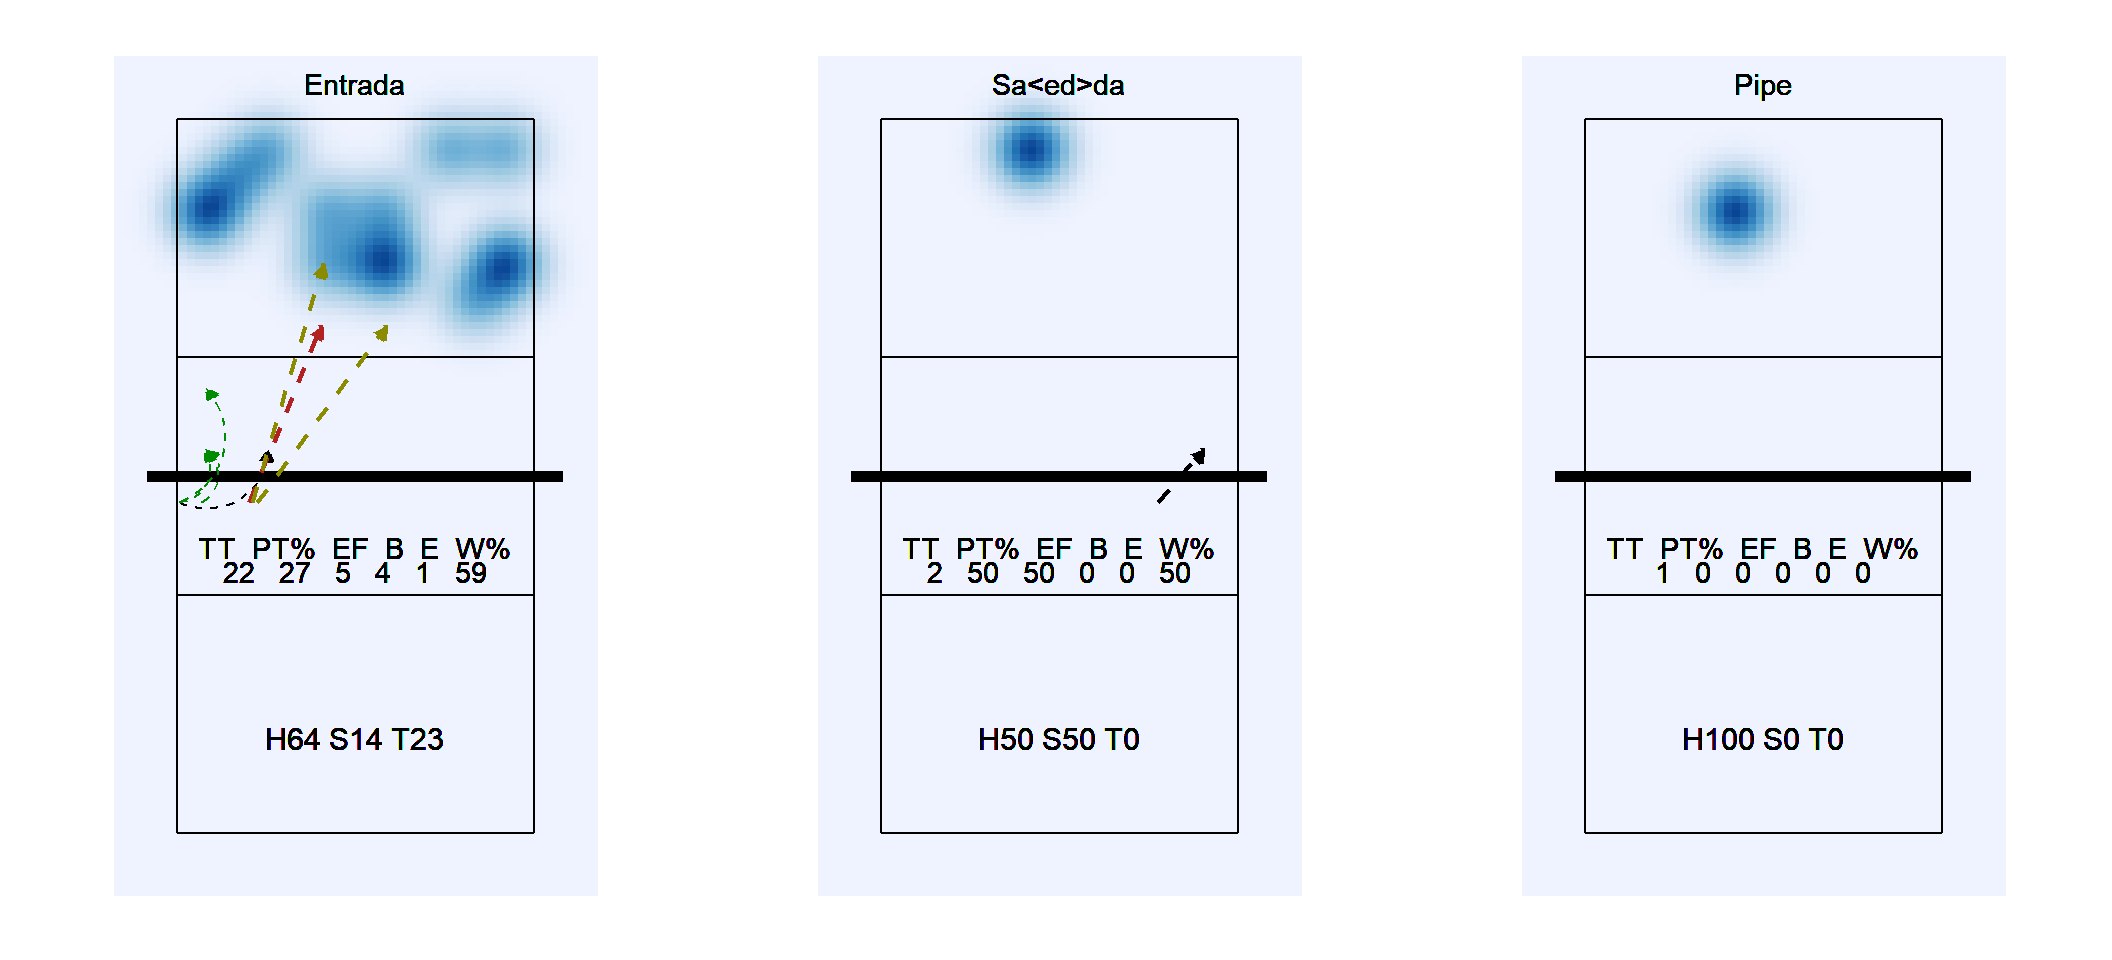 Entrada
TT PT% EF B E W%
22 27 5 4 1 59
H64 S14 T23
Sa<ed>da
TT PT% EF B E W%
2 50 50 0 0 50
H50 S50 T0
Pipe
TT PT% EF B E W%
1 0 0 0 0 0
H100 S0 T0